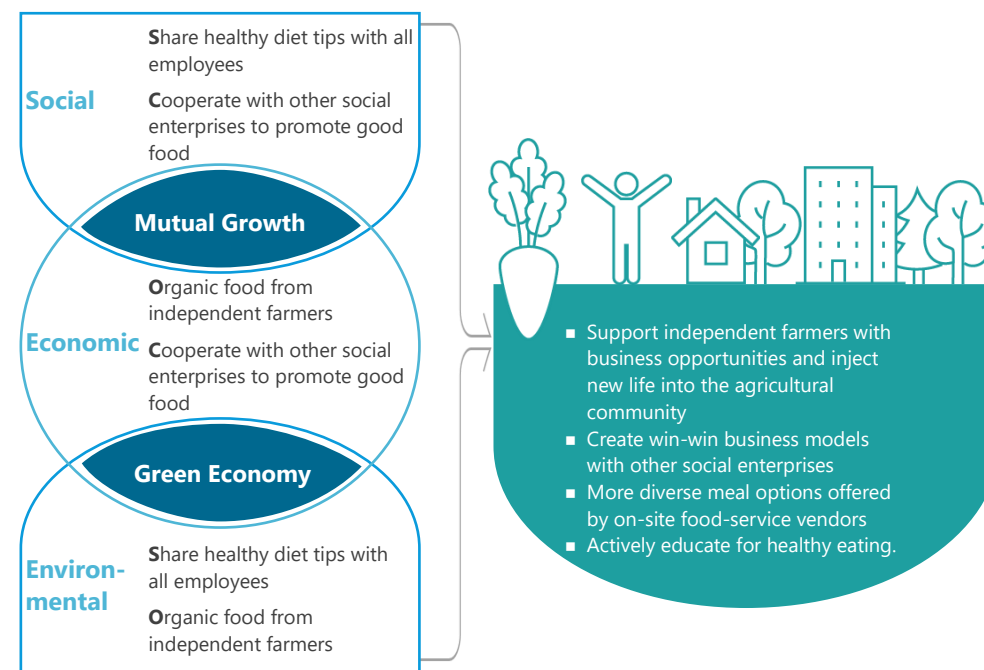 Social
Share healthy diet tips with all
employees
Cooperate with other social
enterprises to promote good
food
Mutual Growth
Economic
Organic food from
independent farmers
Cooperate with other social
enterprises to promote good
food
Green Economy
Environ-
mental
Share healthy diet tips with
all employees
Organic food from
independent farmers
▪ Support independent farmers with
business opportunities and inject
new life into the agricultural
community
▪ Create win-win business models
with other social enterprises
▪ More diverse meal options offered
by on-site food-service vendors
▪ Actively educate for healthy eating.